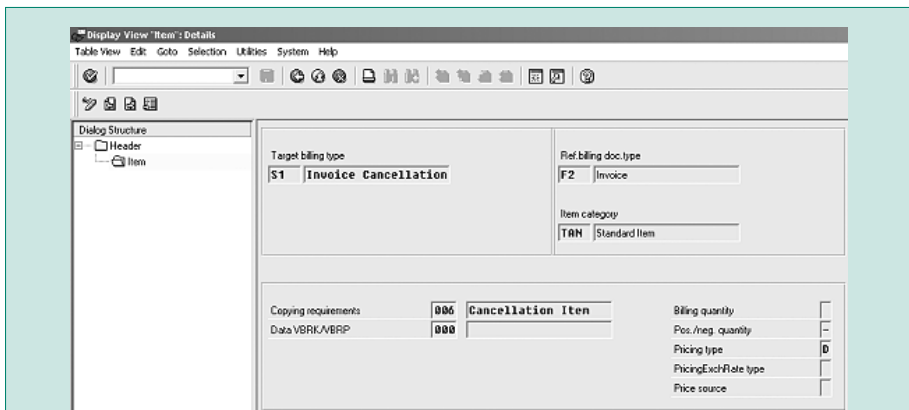 Display View "Item": Details
Table View Edit Goto Selection Utilities System Help
Dialog Structure
Header
Item
Target billing type
S1 Invoice Cancellation
Ref.billing doc.type
F2 Invoice
Item category
TAN Standard Item
Copying requirements 006 Cancellation Item
Data VBRK/VBRP 000
Billing quantity
Pos./neg. quantity -
Pricing type D
PricingExchRate type
Price source